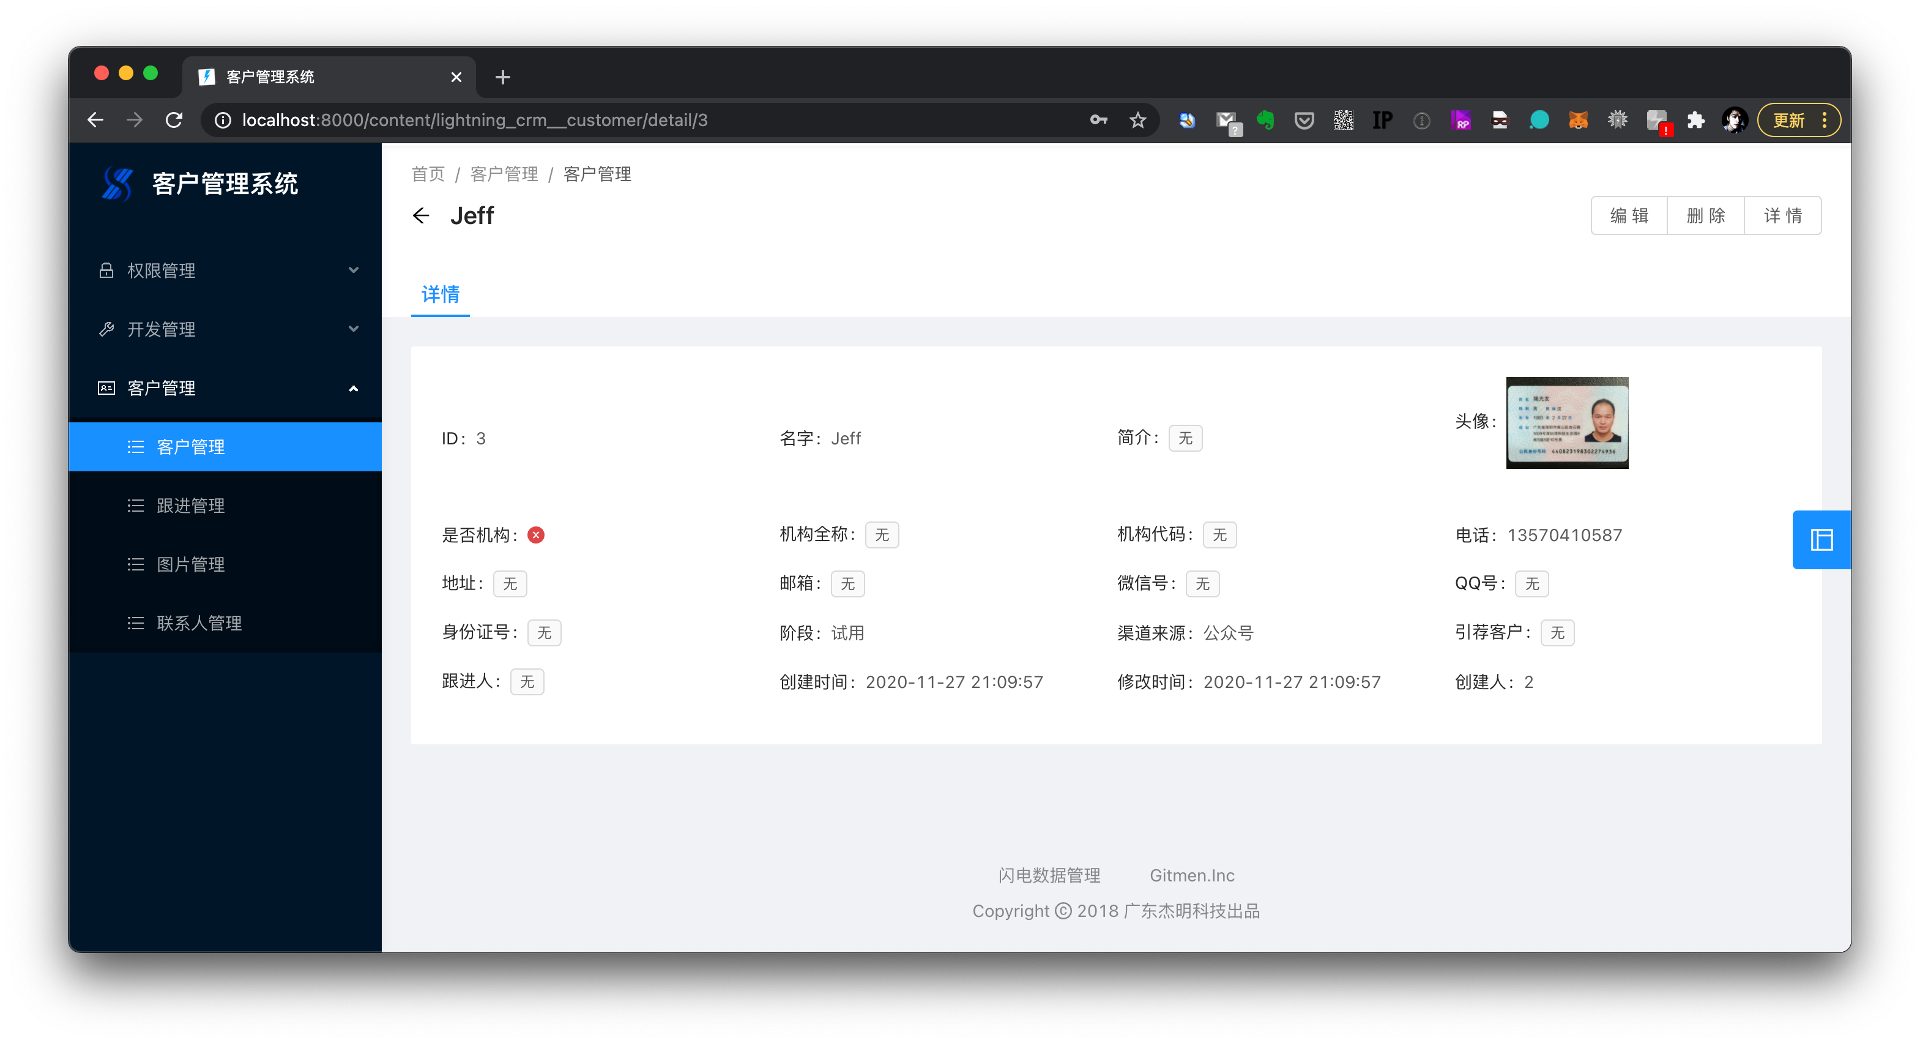 客户管理系统
localhost:8000/content/lightning_crm__customer/detail/3
IP
RP
更新
客户管理系统
首页 / 客户管理 / 客户管理
Jeff
编 辑
删 除
详 情
权限管理
开发管理
客户管理
客户管理
跟进管理
图片管理
联系人管理
详情
ID: 3
名字: Jeff
简介: 无
头像:
是否机构:
机构全称: 无
机构代码: 无
电话: 13570410587
地址: 无
邮箱: 无
微信号: 无
QQ号: 无
身份证号: 无
阶段: 试用
渠道来源: 公众号
引荐客户: 无
跟进人: 无
创建时间: 2020-11-27 21:09:57
修改时间: 2020-11-27 21:09:57
创建人: 2
闪电数据管理 Gitmen.Inc
Copyright © 2018 广东杰明科技出品